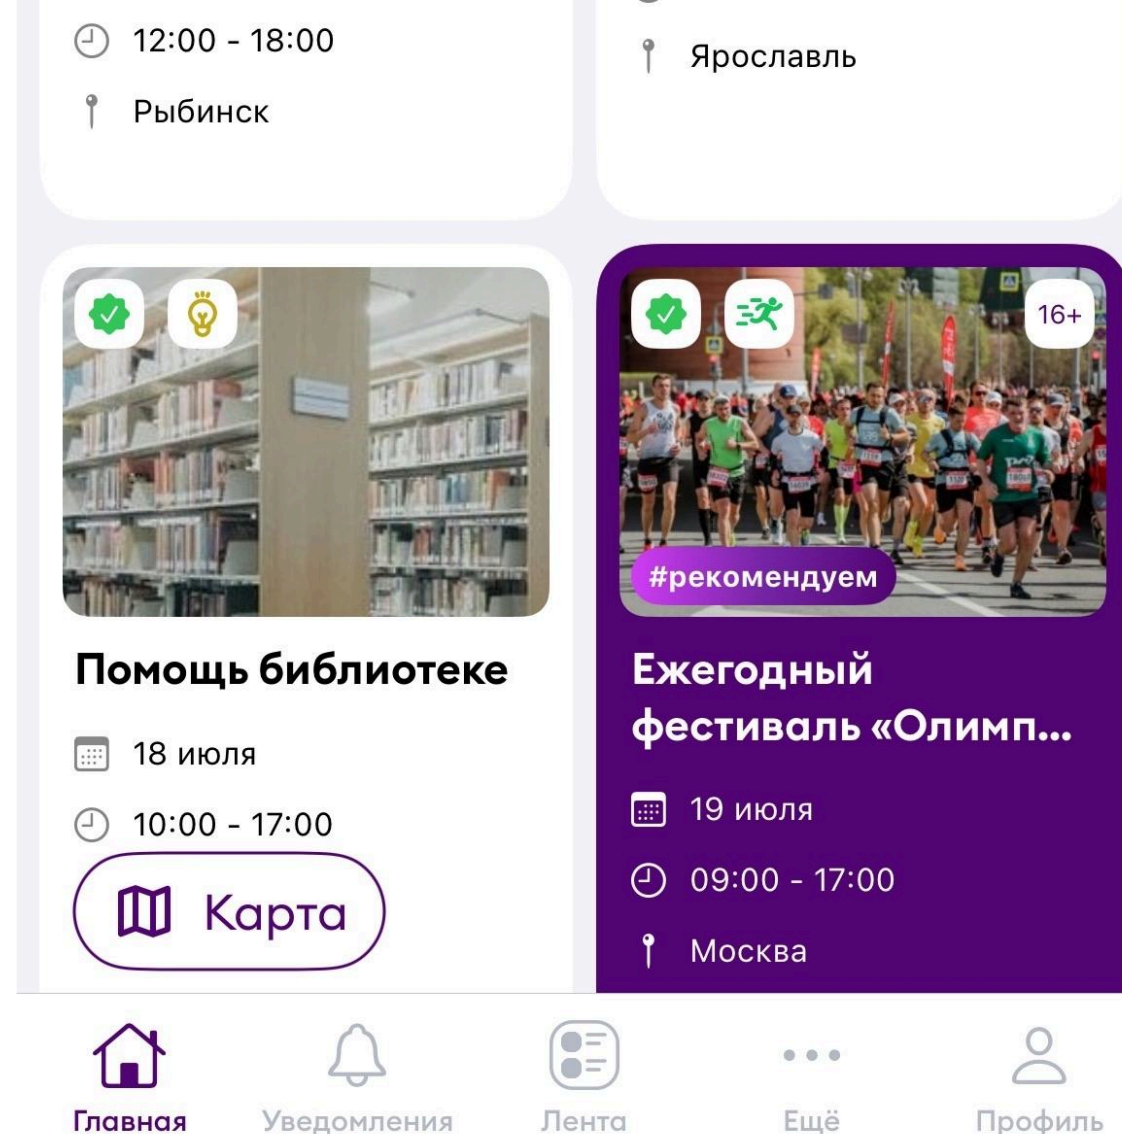 12:00 - 18:00
Рыбинск
Ярославль
Помощь библиотеке
18 июля
10:00 - 17:00
Карта
16+
#рекомендуем
Ежегодный
фестиваль «Олимп...
19 июля
09:00 - 17:00
Москва
Главная
Уведомления
Лента
Ещё
Профиль